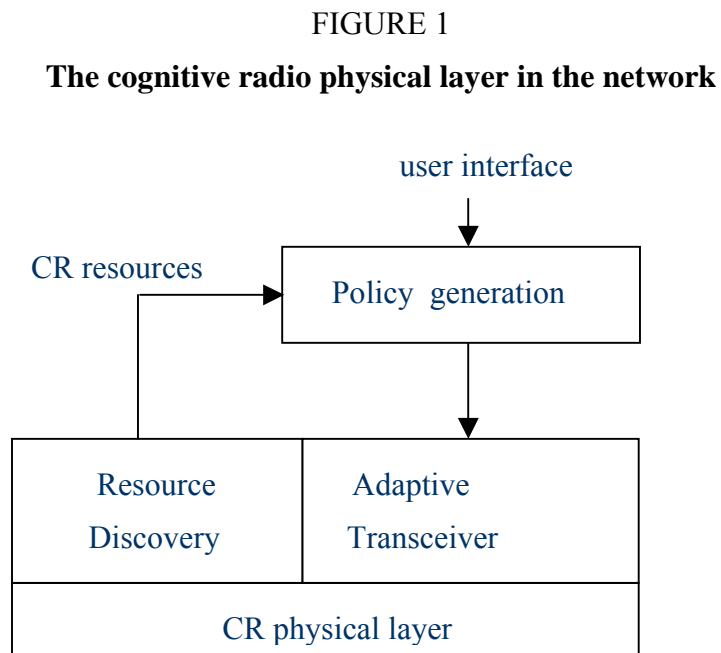 FIGURE 1
The cognitive radio physical layer in the network
user interface
CR resources
Policy generation
Resource
Discovery
Adaptive
Transceiver
CR physical layer